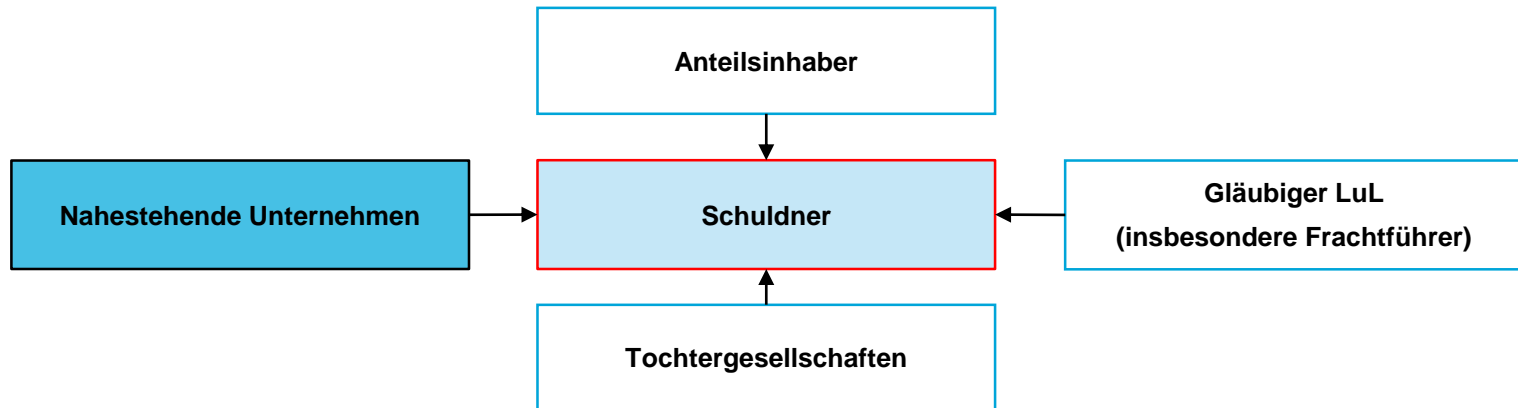 Anteilsinhaber
Nahestehende Unternehmen
Schuldner
Gläubiger LuL
(insbesondere Frachtführer)
Tochtergesellschaften